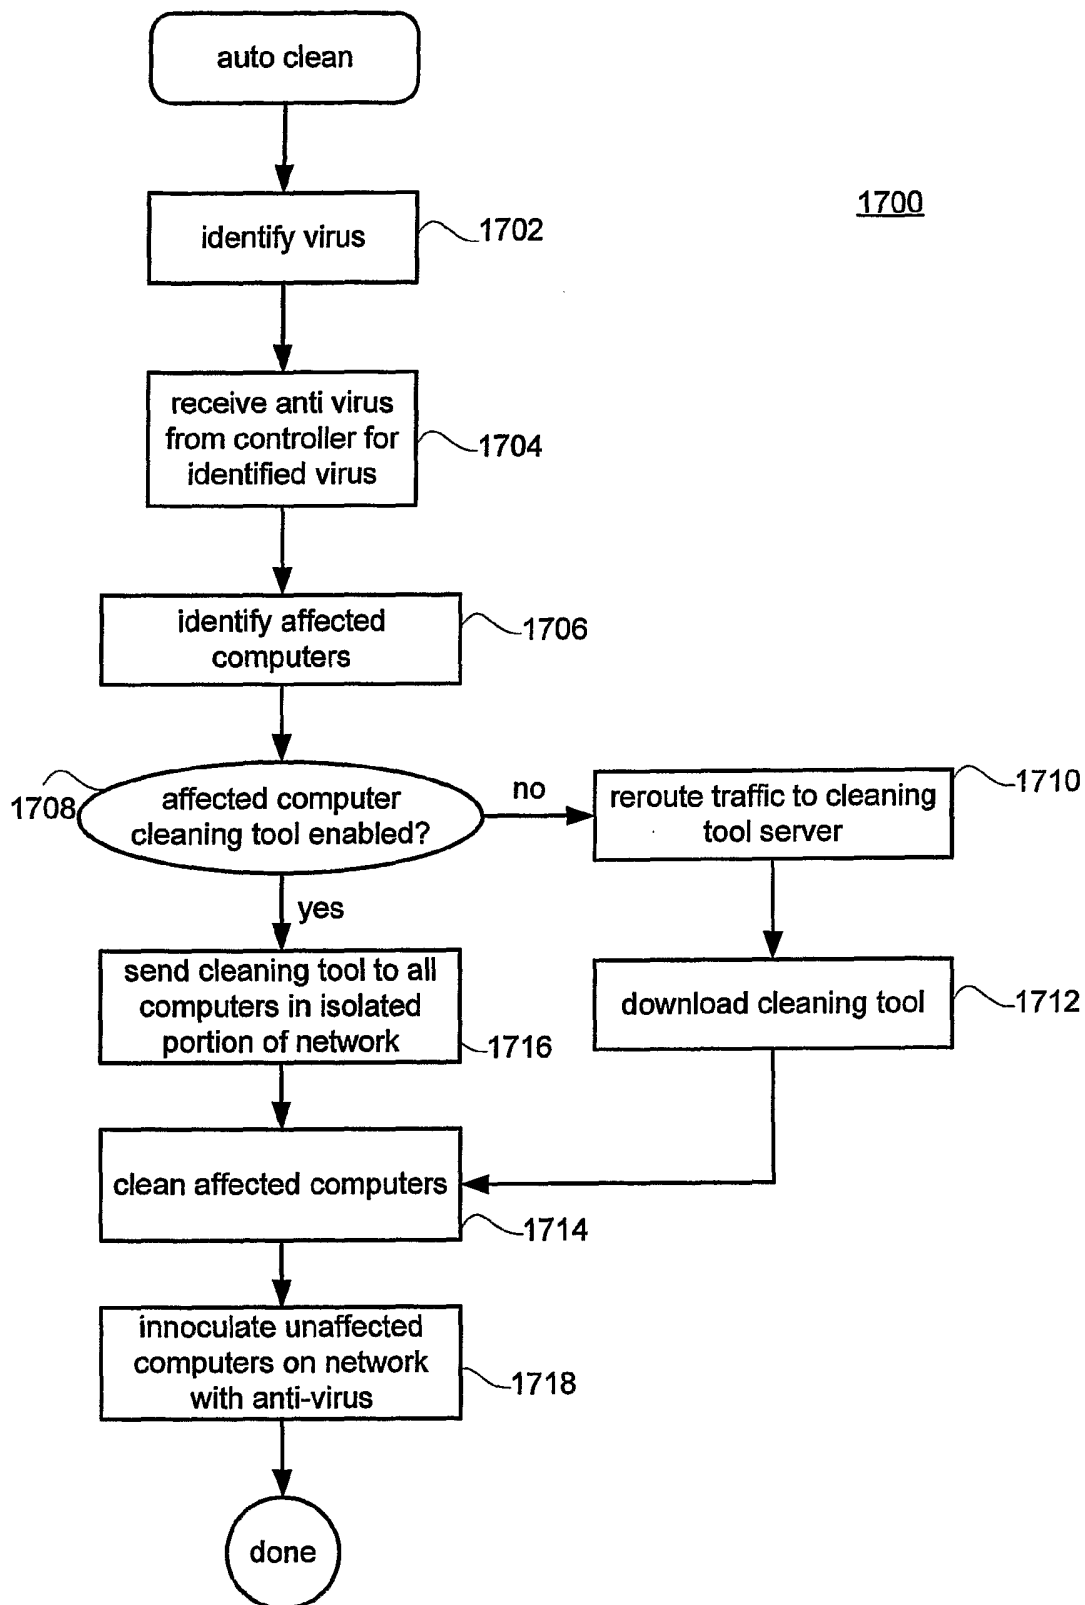 auto clean
1700
identify virus
1702
receive anti virus
from controller for
identified virus
1704
identify affected
computers
1706
1708
affected computer
cleaning tool enabled?
no
reroute traffic to cleaning
tool server
1710
yes
send cleaning tool to all
computers in isolated
portion of network
1716
download cleaning tool
1712
clean affected computers
1714
innoculate unaffected
computers on network
with anti-virus
1718
done